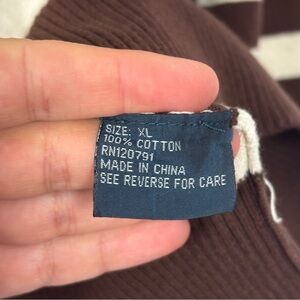 SIZE: XL
100% COTTON
RN120791
MADE IN CHINA
SEE REVERSE FOR CARE